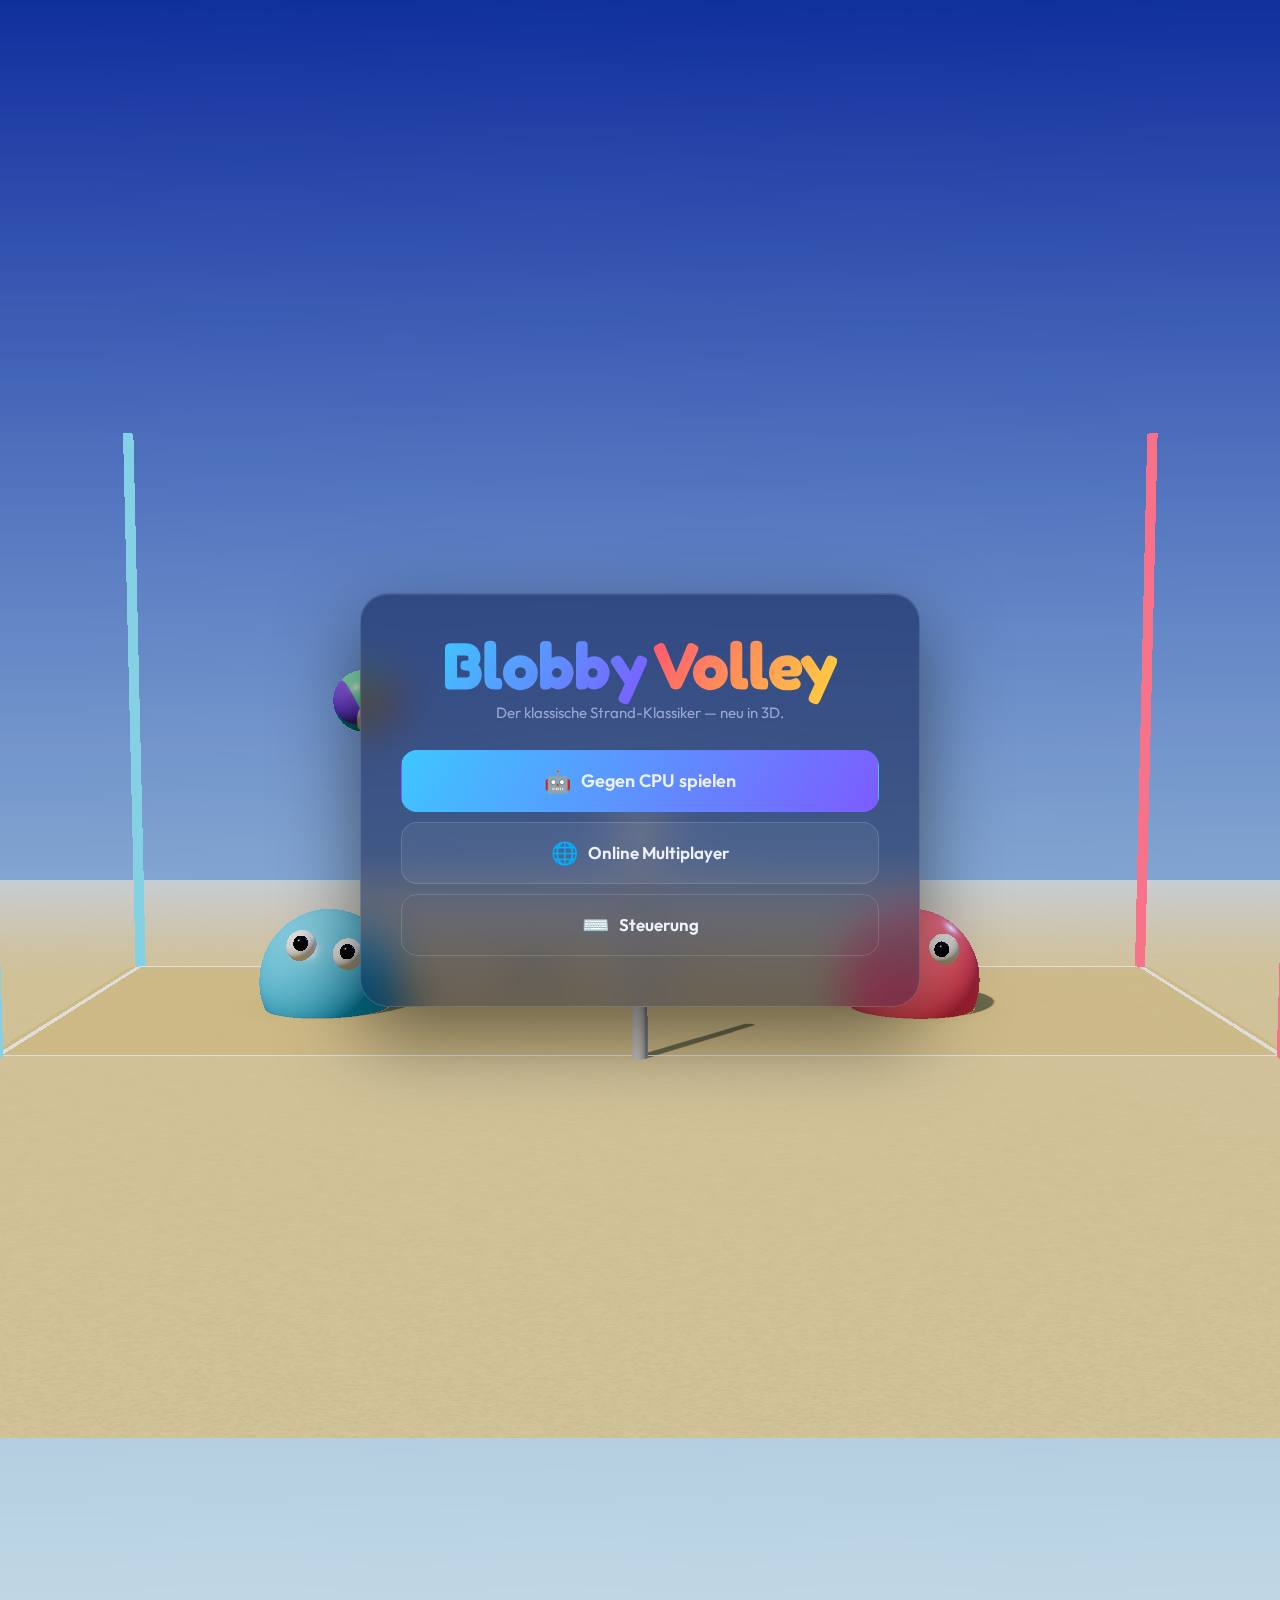 Blobby Volley
Der klassische Strand-Klassiker — neu in 3D.
Gegen CPU spielen
Online Multiplayer
Steuerung